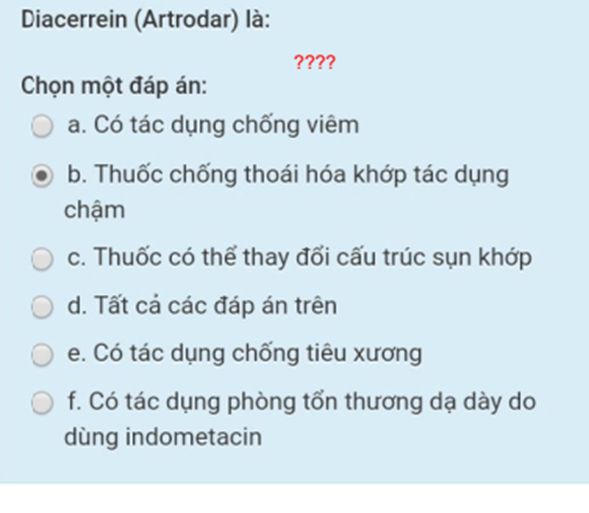 Diacerrein (Artrodar) là:
????
Chọn một đáp án:
a. Có tác dụng chống viêm
b. Thuốc chống thoái hóa khớp tác dụng
chậm
c. Thuốc có thể thay đổi cấu trúc sụn khớp
d. Tất cả các đáp án trên
e. Có tác dụng chống tiêu xương
f. Có tác dụng phòng tổn thương dạ dày do
dùng indometacin